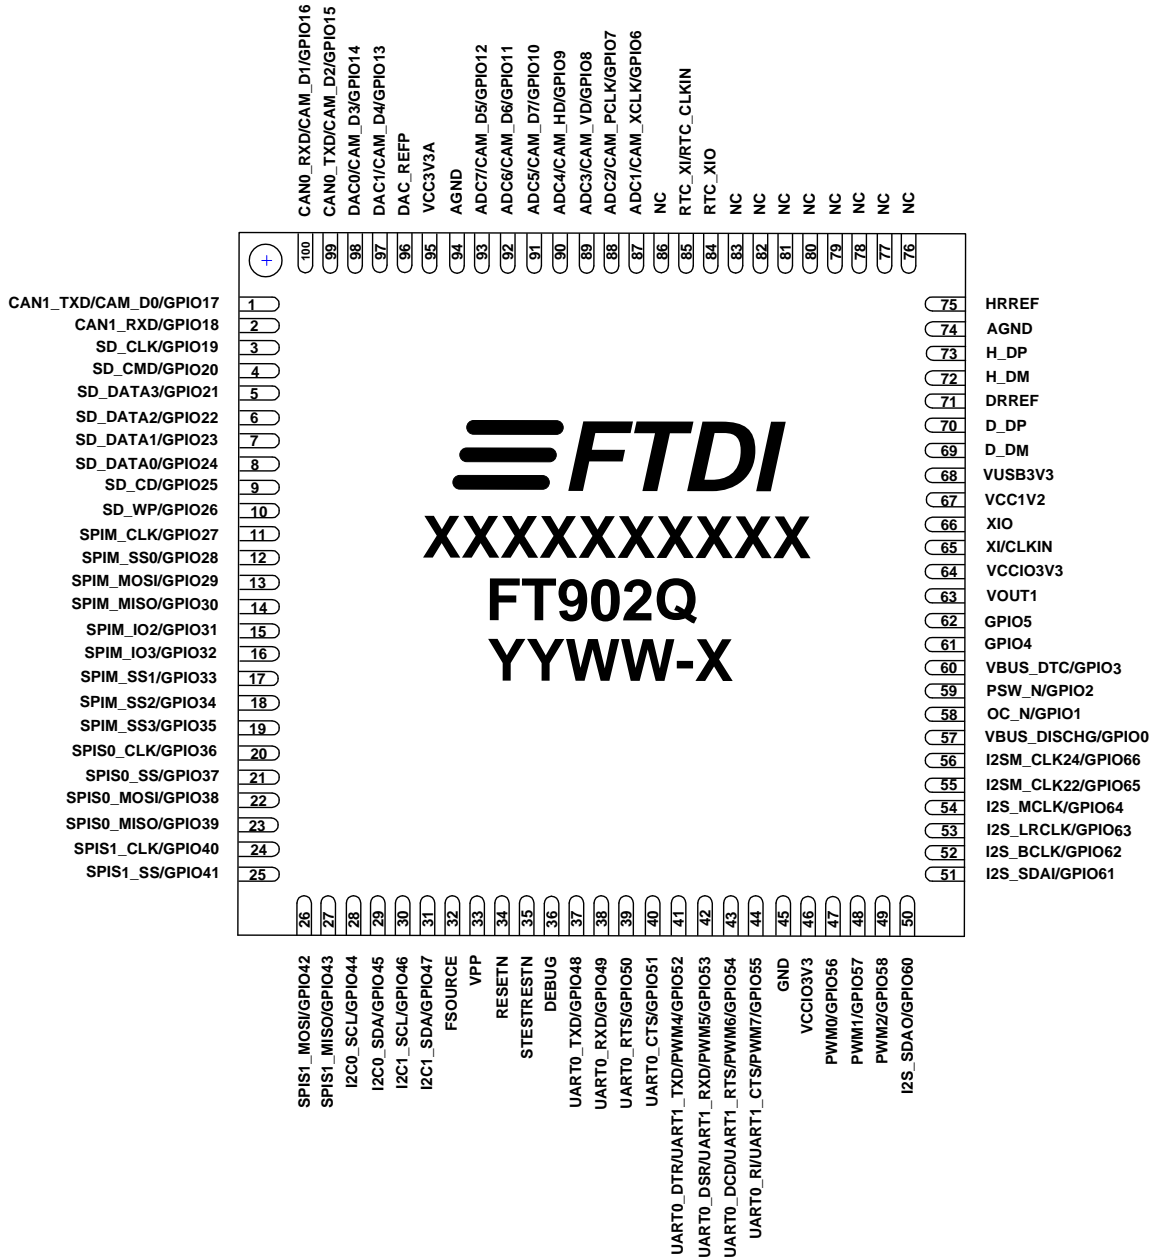 CAN0_RXD/CAM_D1/GPIO16
CAN0_TXD/CAM_D2/GPIO15
DAC0/CAM_D3/GPIO14
DAC1/CAM_D4/GPIO13
DAC_REFP
VCC3V3A
AGND
ADC7/CAM_D5/GPIO12
ADC6/CAM_D6/GPIO11
ADC5/CAM_D7/GPIO10
ADC4/CAM_HD/GPIO9
ADC3/CAM_VD/GPIO8
ADC2/CAM_PCLK/GPIO7
ADC1/CAM_XCLK/GPIO6
NC
RTC_XI/RTC_CLKIN
RTC_XIO
NC
NC
NC
NC
NC
NC
NC
NC
100
99
98
97
96
95
94
93
92
91
90
89
88
87
86
85
84
83
82
81
80
79
78
77
76
CAN1_TXD/CAM_D0/GPIO17 1
CAN1_RXD/GPIO18 2
SD_CLK/GPIO19 3
SD_CMD/GPIO20 4
SD_DATA3/GPIO21 5
SD_DATA2/GPIO22 6
SD_DATA1/GPIO23 7
SD_DATA0/GPIO24 8
SD_CD/GPIO25 9
SD_WP/GPIO26 10
SPIM_CLK/GPIO27 11
SPIM_SS0/GPIO28 12
SPIM_MOSI/GPIO29 13
SPIM_MISO/GPIO30 14
SPIM_IO2/GPIO31 15
SPIM_IO3/GPIO32 16
SPIM_SS1/GPIO33 17
SPIM_SS2/GPIO34 18
SPIM_SS3/GPIO35 19
SPIS0_CLK/GPIO36 20
SPIS0_SS/GPIO37 21
SPIS0_MOSI/GPIO38 22
SPIS0_MISO/GPIO39 23
SPIS1_CLK/GPIO40 24
SPIS1_SS/GPIO41 25
FTDI
XXXXXXXXXX
FT902Q
YYWW-X
75 HRREF
74 AGND
73 H_DP
72 H_DM
71 DRREF
70 D_DP
69 D_DM
68 VUSB3V3
67 VCC1V2
66 XIO
65 XI/CLKIN
64 VCCIO3V3
63 VOUT1
62 GPIO5
61 GPIO4
60 VBUS_DTC/GPIO3
59 PSW_N/GPIO2
58 OC_N/GPIO1
57 VBUS_DISCHG/GPIO0
56 I2SM_CLK24/GPIO66
55 I2SM_CLK22/GPIO65
54 I2S_MCLK/GPIO64
53 I2S_LRCLK/GPIO63
52 I2S_BCLK/GPIO62
51 I2S_SDAI/GPIO61
26
27
28
29
30
31
32
33
34
35
36
37
38
39
40
41
42
43
44
45
46
47
48
49
50
SPIS1_MOSI/GPIO42
SPIS1_MISO/GPIO43
I2C0_SCL/GPIO44
I2C0_SDA/GPIO45
I2C1_SCL/GPIO46
I2C1_SDA/GPIO47
FSOURCE
VPP
RESETN
STESTRESTN
DEBUG
UART0_TXD/GPIO48
UART0_RXD/GPIO49
UART0_RTS/GPIO50
UART0_CTS/GPIO51
UART0_DTR/UART1_TXD/PWM4/GPIO52
UART0_DSR/UART1_RXD/PWM5/GPIO53
UART0_DCD/UART1_RTS/PWM6/GPIO54
UART0_RI/UART1_CTS/PWM7/GPIO55
GND
VCCIO3V3
PWM0/GPIO56
PWM1/GPIO57
PWM2/GPIO58
I2S_SDAO/GPIO60